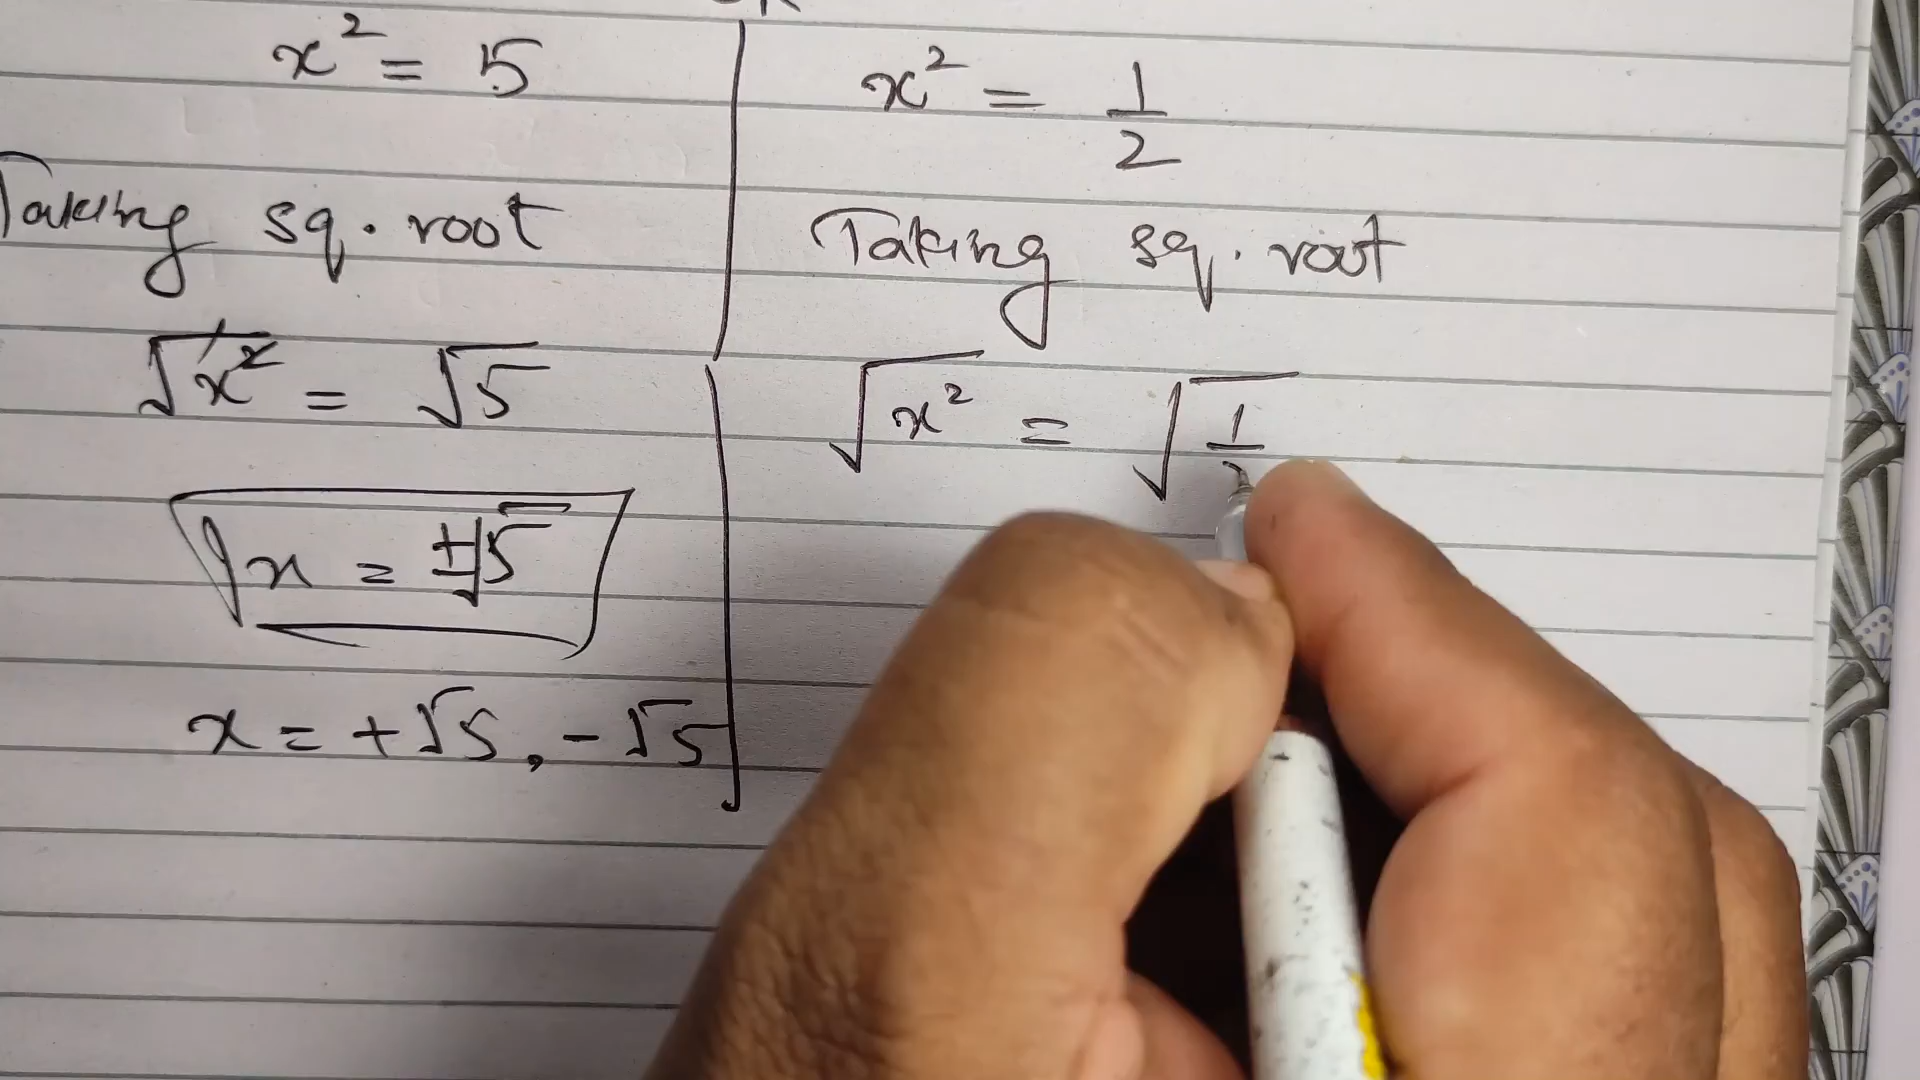 x² = 5
Taking sq. root
√x² = √5
x = ±√5
x = +√5, -√5
x² = 1/2
Taking sq. root
√x² = √1